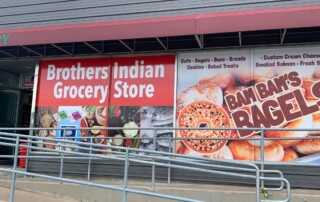 Brothers Indian
Grocery Store
Cafe • Bagels • Buns • Breads
Cookies • Baked Treats
• Custom Cream Cheese
Smoked Salmon • Fresh
BAM BAM'S
BAGELS